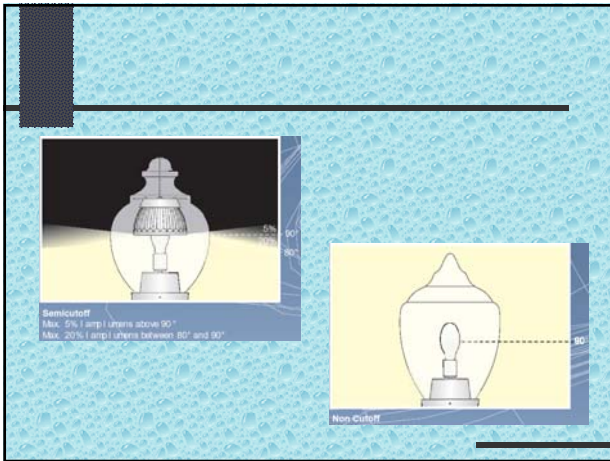 5%
90°
20%
80°
Semicutoff
Max. 5% lamp lumens above 90°
Max. 20% lamp lumens between 80° and 90°
90
Non-Cutoff